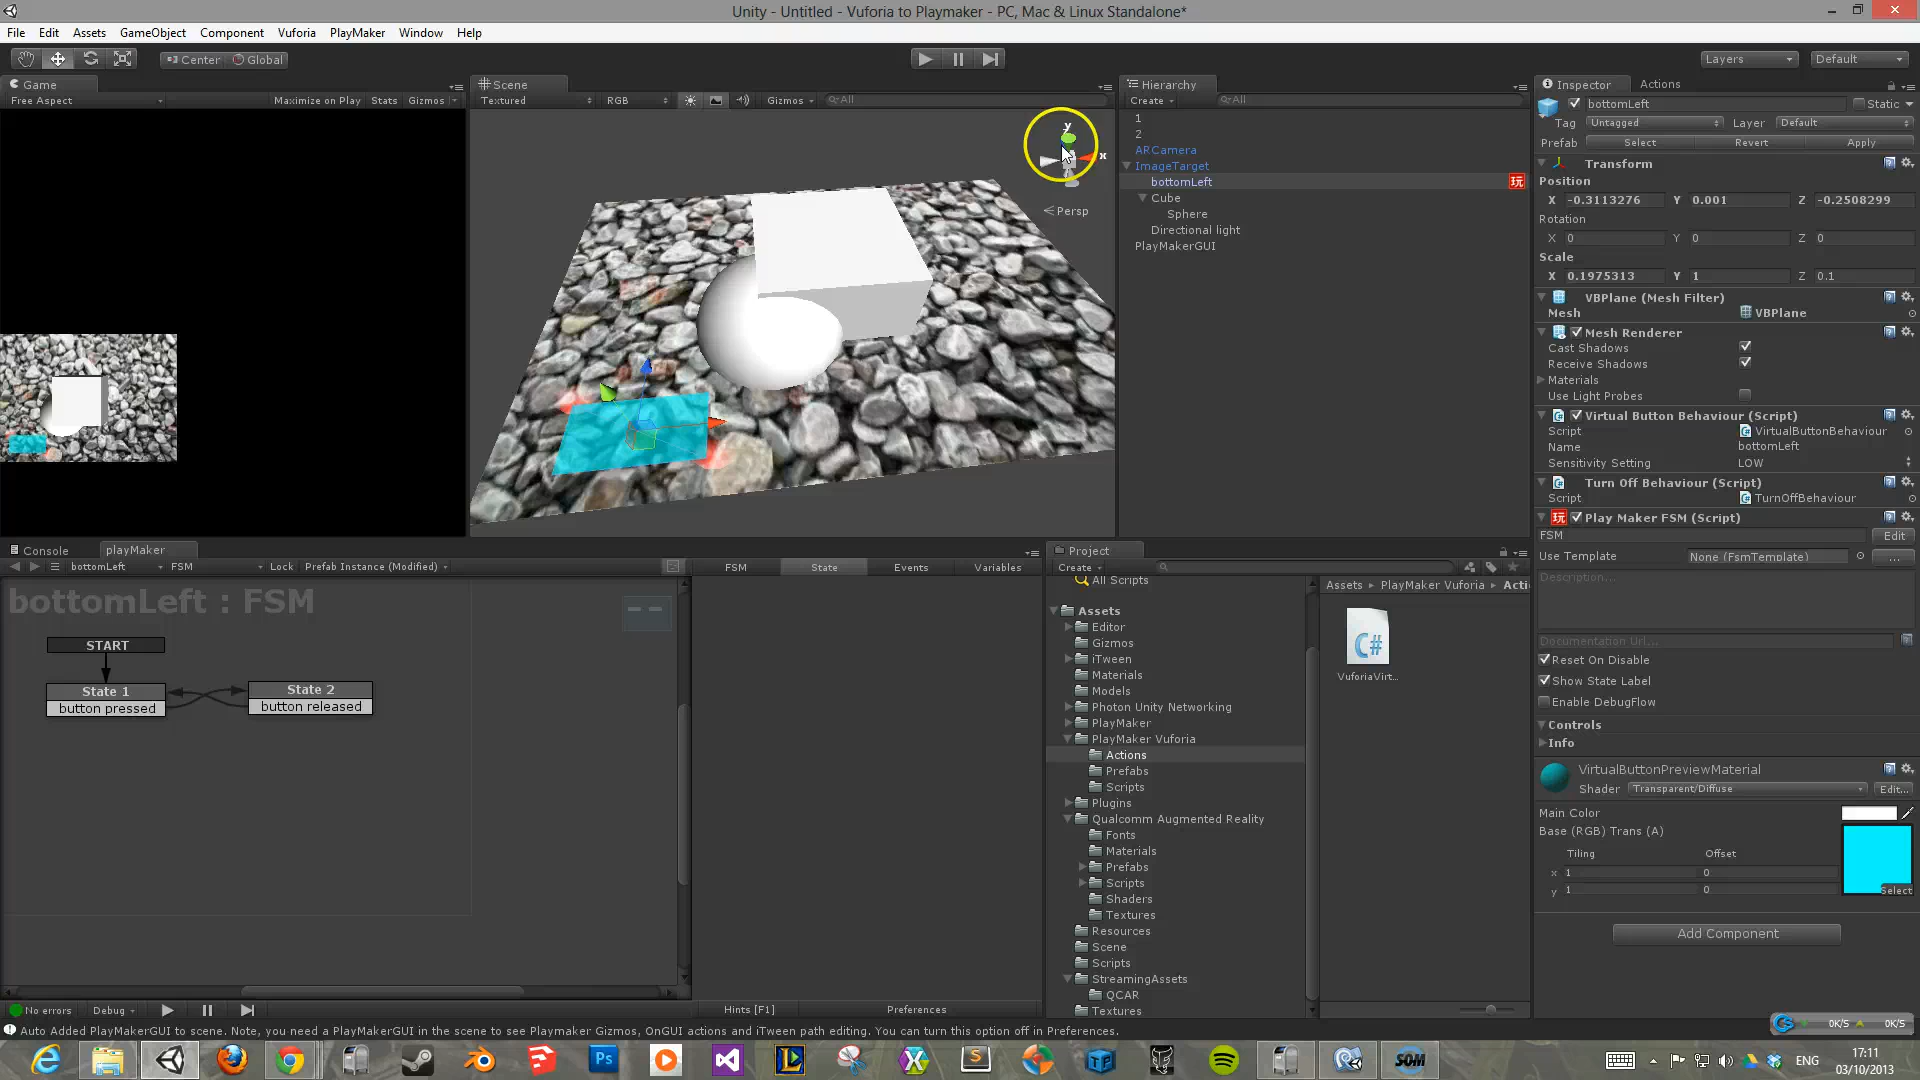 Unity - Untitled - Vuforia to Playmaker - PC, Mac & Linux Standalone*
File Edit Assets GameObject Component Vuforia PlayMaker Window Help
Center Global Layers Default
Game
Free Aspect Maximize on Play Stats Gizmos
Scene
Textured RGB Gizmos All
y
x
Persp
Hierarchy
Create All
1
2
ARCamera
ImageTarget
bottomLeft 玩
Cube
Sphere
Directional light
PlayMakerGUI
Inspector Actions
bottomLeft Static
Tag Untagged Layer Default
Prefab Select Revert Apply
Transform
Position
X -0.3113276 Y 0.001 Z -0.2508299
Rotation
X 0 Y 0 Z 0
Scale
X 0.1975313 Y 1 Z 0.1
VBPlane (Mesh Filter)
Mesh VBPlane
Mesh Renderer
Cast Shadows
Receive Shadows
Materials
Use Light Probes
Virtual Button Behaviour (Script)
Script VirtualButtonBehaviour
Name bottomLeft
Sensitivity Setting LOW
Turn Off Behaviour (Script)
Script TurnOffBehaviour
玩 Play Maker FSM (Script)
FSM Edit
Use Template None (FsmTemplate) ...
Description...
Documentation Url...
Reset On Disable
Show State Label
Enable DebugFlow
Controls
Info
VirtualButtonPreviewMaterial
Shader Transparent/Diffuse Edit...
Main Color
Base (RGB) Trans (A)
Tiling Offset
x 1 0
y 1 0
Select
Add Component
Console playMaker
bottomLeft FSM Lock Prefab Instance (Modified)
bottomLeft : FSM
START
State 1
button pressed
State 2
button released
FSM State Events Variables
No errors Debug
Hints [F1] Preferences
Project
Create
All Scripts
Assets
Editor
Gizmos
iTween
Materials
Models
Photon Unity Networking
PlayMaker
PlayMaker Vuforia
Actions
Prefabs
Scripts
Plugins
Qualcomm Augmented Reality
Fonts
Materials
Prefabs
Scripts
Shaders
Textures
Resources
Scene
Scripts
StreamingAssets
QCAR
Textures
Assets PlayMaker Vuforia Acti
C#
VuforiaVirt...
Auto Added PlayMakerGUI to scene. Note, you need a PlayMakerGUI in the scene to see Playmaker Gizmos, OnGUI actions and iTween path editing. You can turn this option off in Preferences.
0K/S 0K/S
Ps
TP
S
SOM
ENG
17:11
03/10/2013